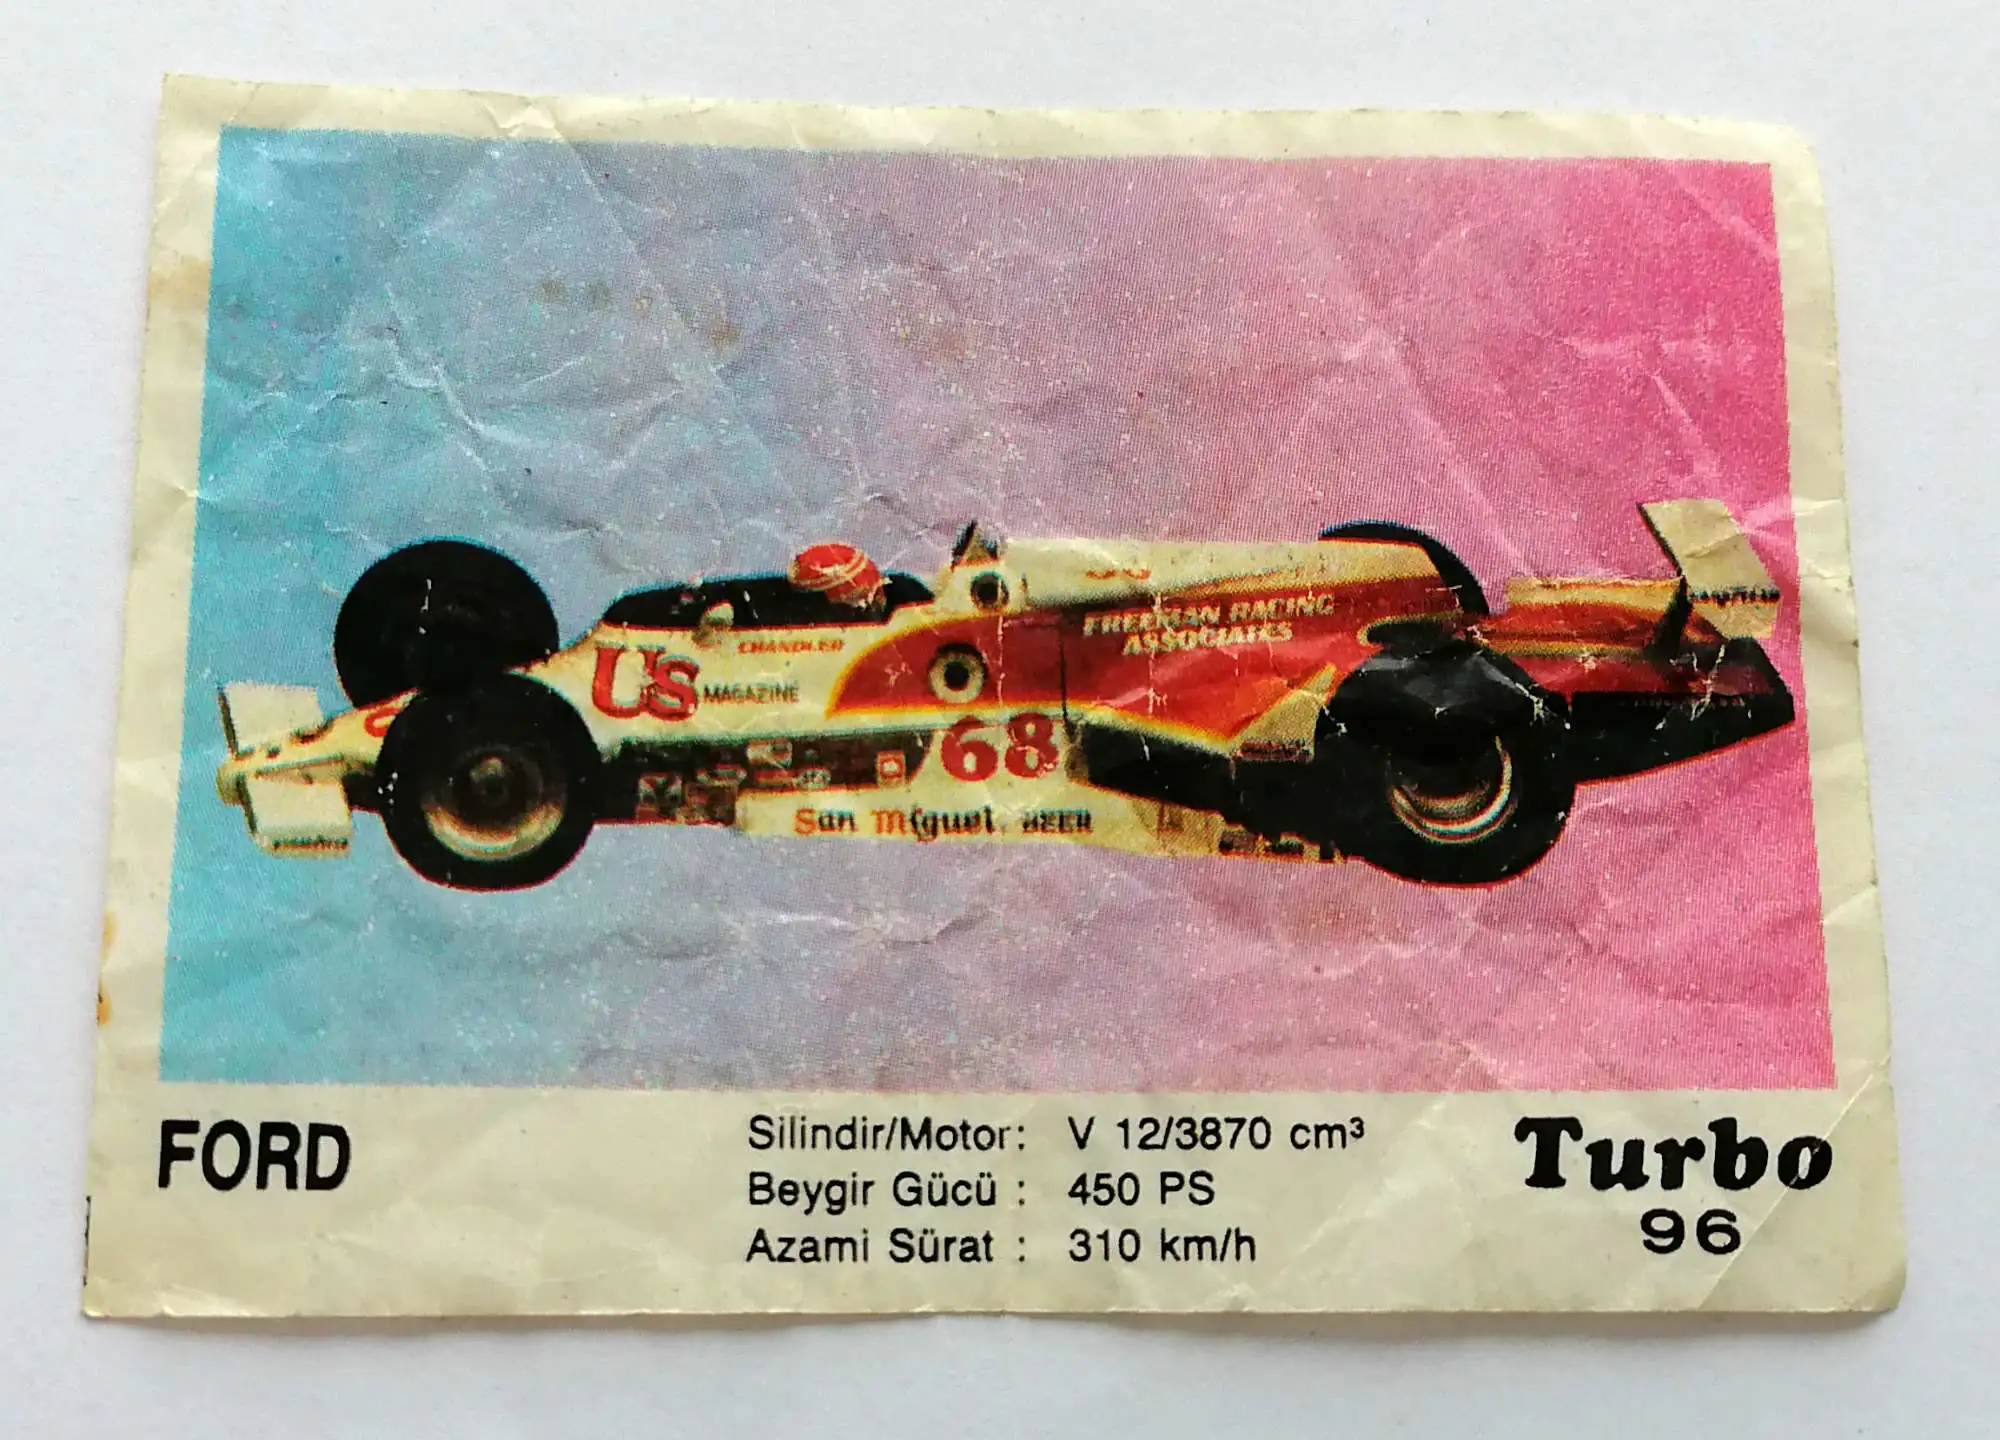 CHANDLER
US MAGAZINE
FREEMAN RACING
ASSOCIATES
68
San Miguel BEER
FORD
Silindir/Motor: V 12/3870 cm³
Beygir Gücü : 450 PS
Azami Sürat : 310 km/h
Turbo
96